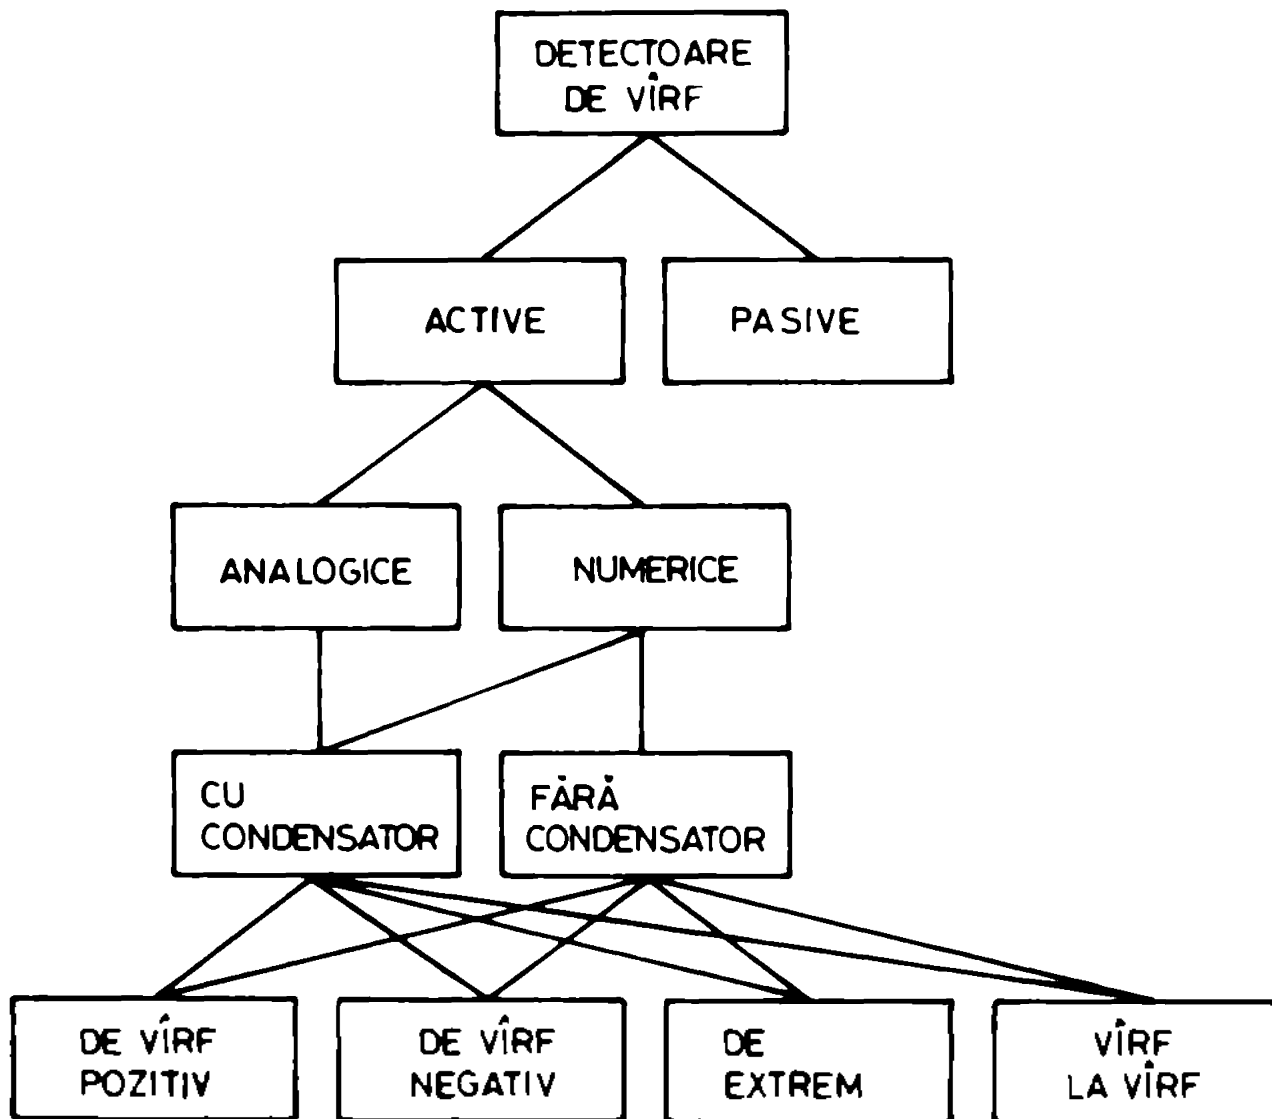 DETECTOARE
DE VÎRF
ACTIVE
PASIVE
ANALOGICE
NUMERICE
CU
CONDENSATOR
FĂRĂ
CONDENSATOR
DE VÎRF
POZITIV
DE VÎRF
NEGATIV
DE
EXTREM
VÎRF
LA VÎRF